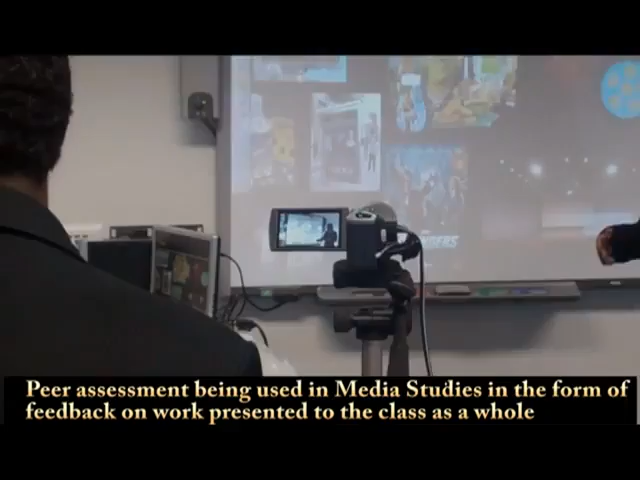 Peer assessment being used in Media Studies in the form of
feedback on work presented to the class as a whole